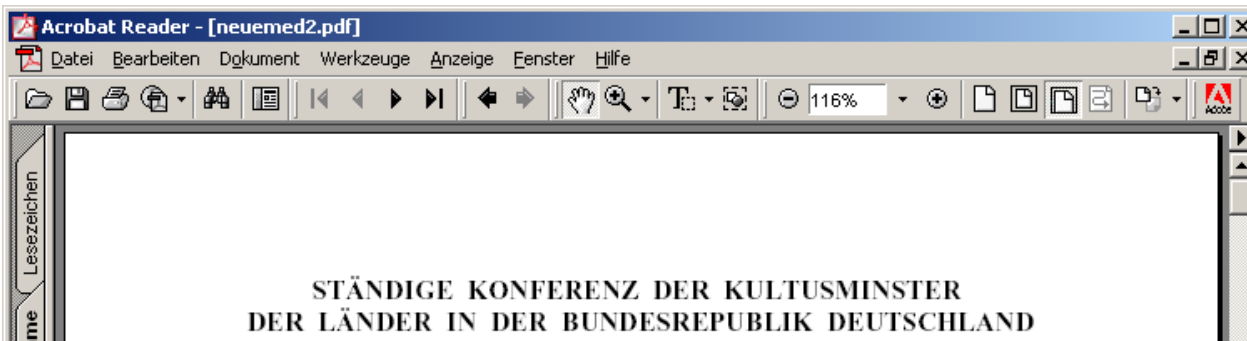 Acrobat Reader - [neuemed2.pdf]
Datei Bearbeiten Dokument Werkzeuge Anzeige Fenster Hilfe
116%
Adobe
Lesezeichen
STÄNDIGE KONFERENZ DER KULTUSMINSTER
DER LÄNDER IN DER BUNDESREPUBLIK DEUTSCHLAND